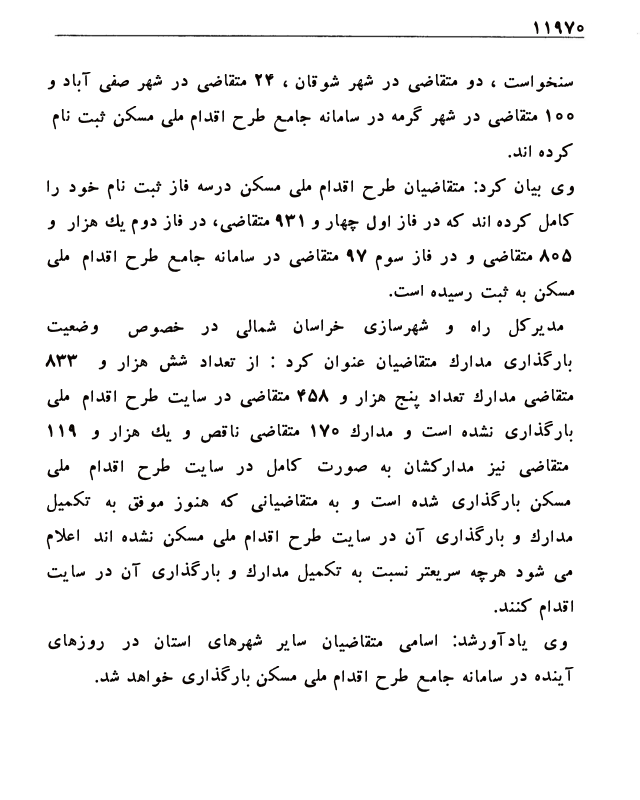 ۱۱۹۷۰
سنخواست ، دو متقاضی در شهر شوقان ، ۲۴ متقاضی در شهر صفی آباد و
۱۰۰ متقاضی در شهر گرمه در سامانه جامع طرح اقدام ملی مسکن ثبت نام
کرده اند.
وی بیان کرد: متقاضیان طرح اقدام ملی مسکن درسه فاز ثبت نام خود را
کامل کرده اند که در فاز اول چهار و ۹۳۱ متقاضی، در فاز دوم یك هزار و
۸۰۵ متقاضی و در فاز سوم ۹۷ متقاضی در سامانه جامع طرح اقدام ملی
مسکن به ثبت رسیده است.
مدیرکل راه و شهرسازی خراسان شمالی در خصوص وضعیت
بارگذاری مدارك متقاضیان عنوان کرد : از تعداد شش هزار و ۸۳۳
متقاضی مدارك تعداد پنج هزار و ۴۵۸ متقاضی در سایت طرح اقدام ملی
بارگذاری نشده است و مدارك ۱۷۰ متقاضی ناقص و یك هزار و ۱۱۹
متقاضی نیز مدارکشان به صورت کامل در سایت طرح اقدام ملی
مسکن بارگذاری شده است و به متقاضیانی که هنوز موفق به تکمیل
مدارك و بارگذاری آن در سایت طرح اقدام ملی مسکن نشده اند اعلام
می شود هرچه سریعتر نسبت به تکمیل مدارك و بارگذاری آن در سایت
اقدام کنند.
وی یادآورشد: اسامی متقاضیان سایر شهرهای استان در روزهای
آینده در سامانه جامع طرح اقدام ملی مسکن بارگذاری خواهد شد.